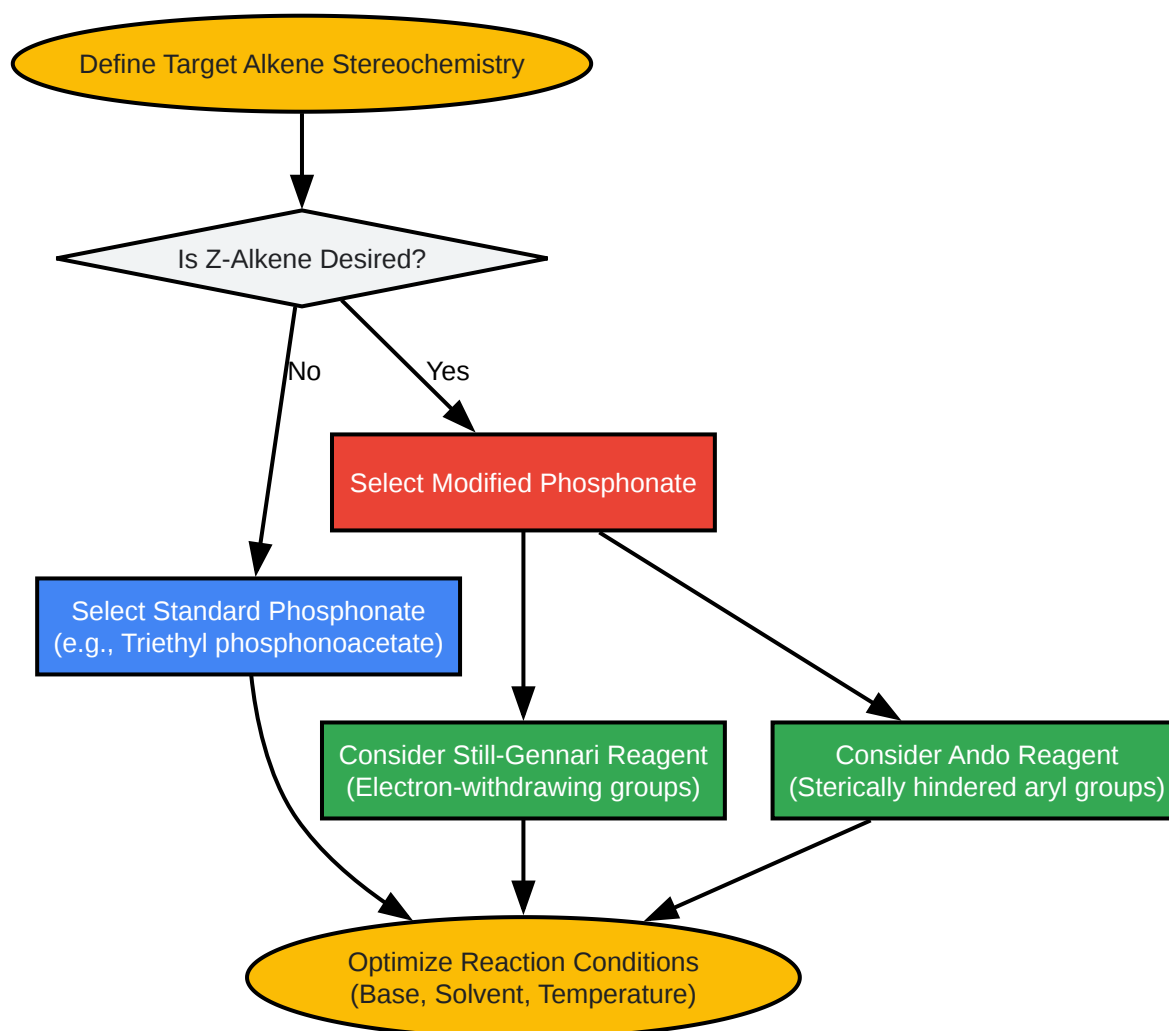 Define Target Alkene Stereochemistry
Is Z-Alkene Desired?
No
Yes
Select Modified Phosphonate
Select Standard Phosphonate
(e.g., Triethyl phosphonoacetate)
Consider Still-Gennari Reagent
(Electron-withdrawing groups)
Consider Ando Reagent
(Sterically hindered aryl groups)
Optimize Reaction Conditions
(Base, Solvent, Temperature)